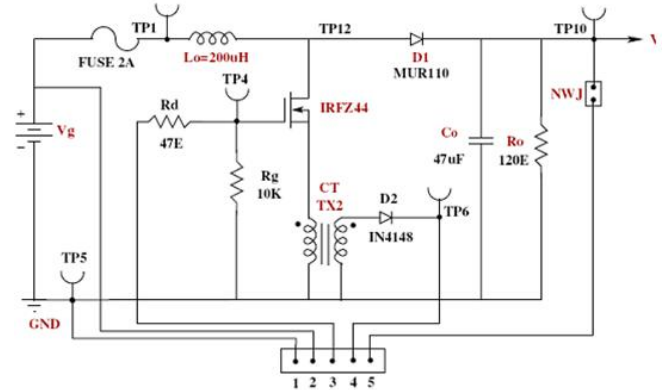 TP1
TP12
TP10
V
FUSE 2A
Lo=200uH
D1
MUR110
TP4
NWJ
Rd
IRFZ44
+
Vg
-
47E
Co
Ro
47uF
120E
Rg
10K
CT
TX2
D2
TP6
IN4148
TP5
GND
1 2 3 4 5